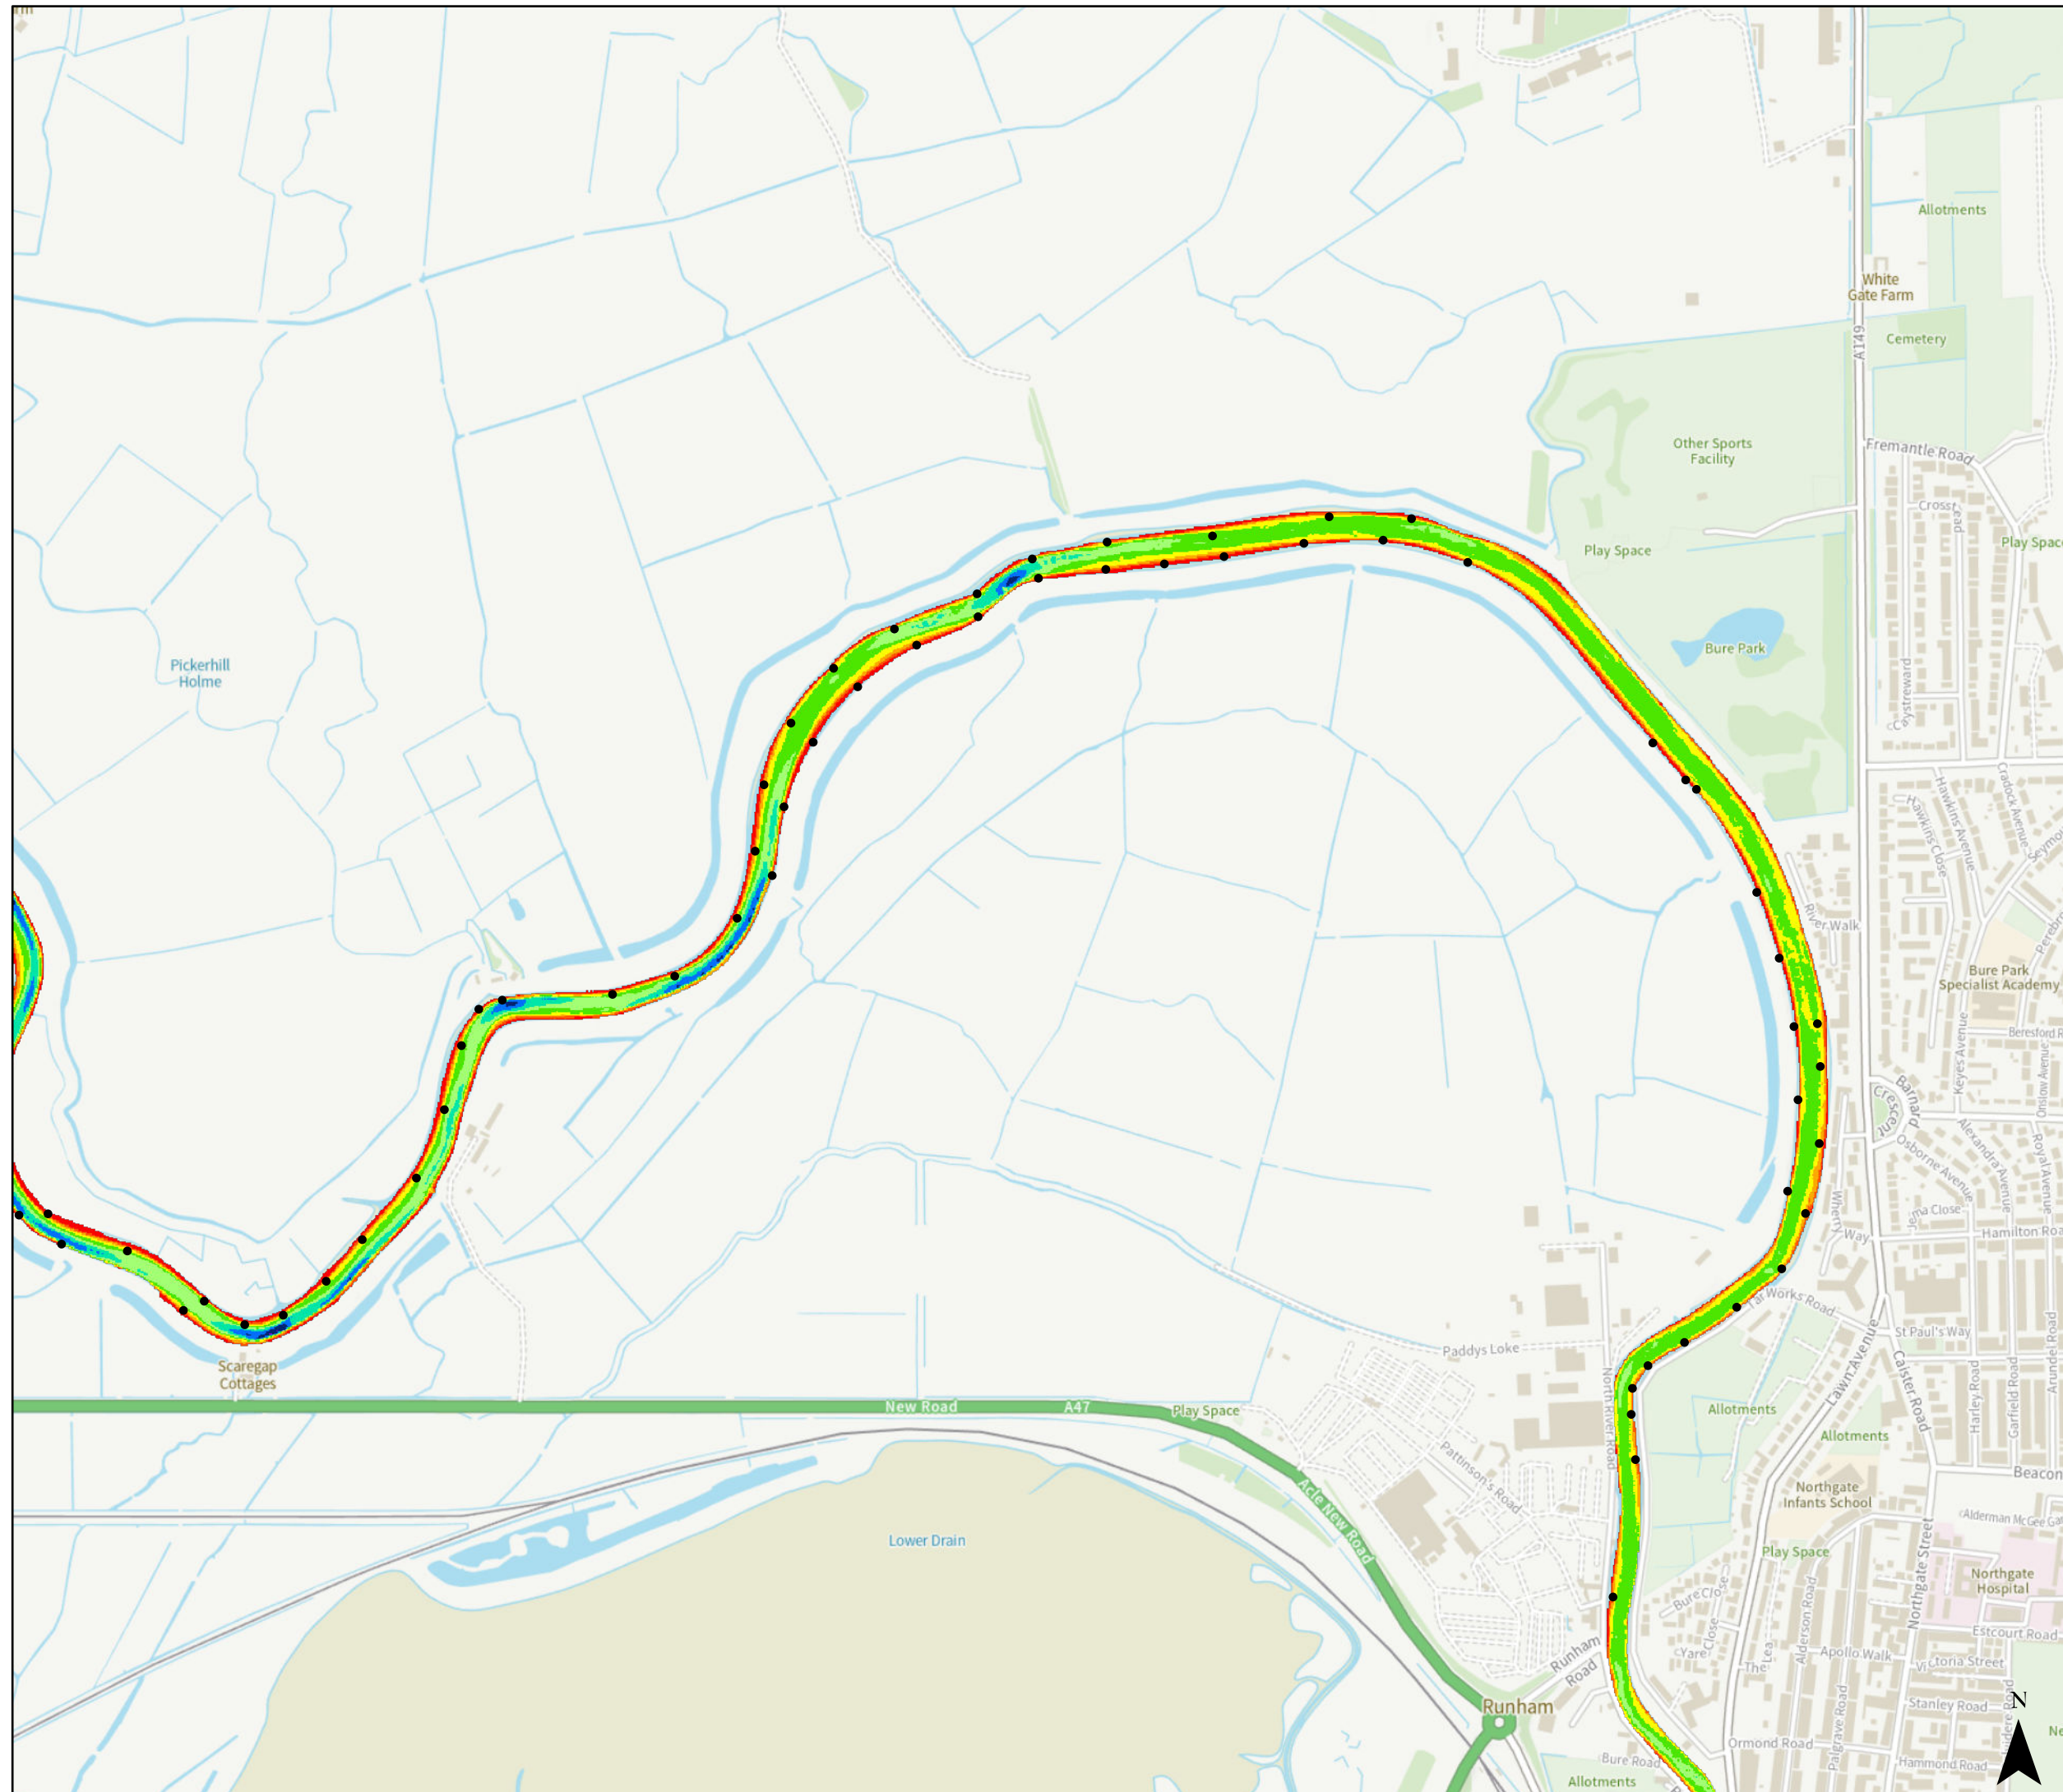 Allotments
White
Gate Farm
A149
Cemetery
Fremantle Road
Other Sports
Facility
Play Space
Play Space
Bure Park
Pickerhill
Holme
Caystreward
Hawkins Close
Hawkins Avenue
Cradock Avenue
River Walk
Bure Park
Specialist Academy
Keyes Avenue
Onslow Avenue
Barnard
Crescent
Osborne Avenue
Alexandra Avenue
Royal Avenue
Jema Close
Wherry Way
Hamilton Roa
Tar Works Road
St Paul's Way
Paddys Loke
Scaregap
Cottages
North River Road
Lawn Avenue
Caister Road
Harley Road
Garfield Road
Arundel Road
New Road
A47
Play Space
Allotments
Allotments
Pattinson's Road
Beacon
Acle New Road
Northgate
Infants School
Alderman McGee Ga
Lower Drain
Play Space
Northgate Street
Northgate
Hospital
Bure Close
Alderson Road
Estcourt Road
Runham
Road
Yare Close
The Lea
Apollo Walk
Victoria Street
Palgrave Road
Runham
Stanley Road
N
Ormond Road
Bure Road
Hammond Road
Allotments